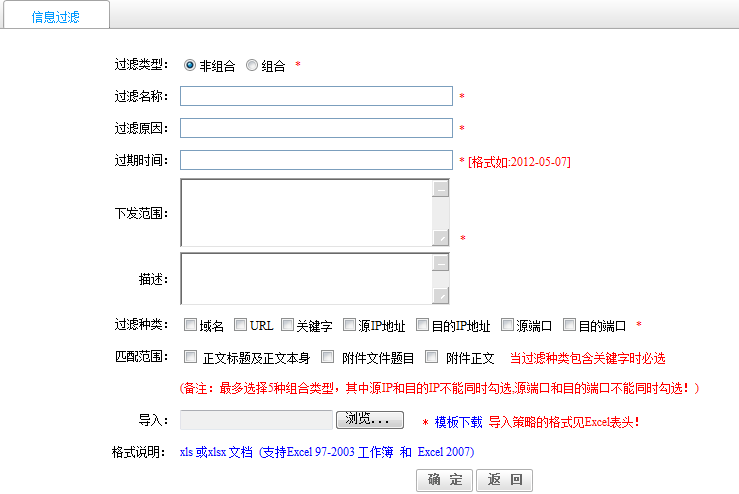 信息过滤
过滤类型： 非组合 组合 *
过滤名称： *
过滤原因： *
过期时间： * [格式如:2012-05-07]
下发范围： *
描述：
过滤种类： 域名 URL 关键字 源IP地址 目的IP地址 源端口 目的端口 *
匹配范围： 正文标题及正文本身 附件文件题目 附件正文 当过滤种类包含关键字时必选
(备注：最多选择5种组合类型，其中源IP和目的IP不能同时勾选,源端口和目的端口不能同时勾选！)
导入： 浏览... * 模板下载 导入策略的格式见Excel表头！
格式说明： xls 或xlsx 文档 (支持Excel 97-2003 工作簿 和 Excel 2007)
确 定 返 回